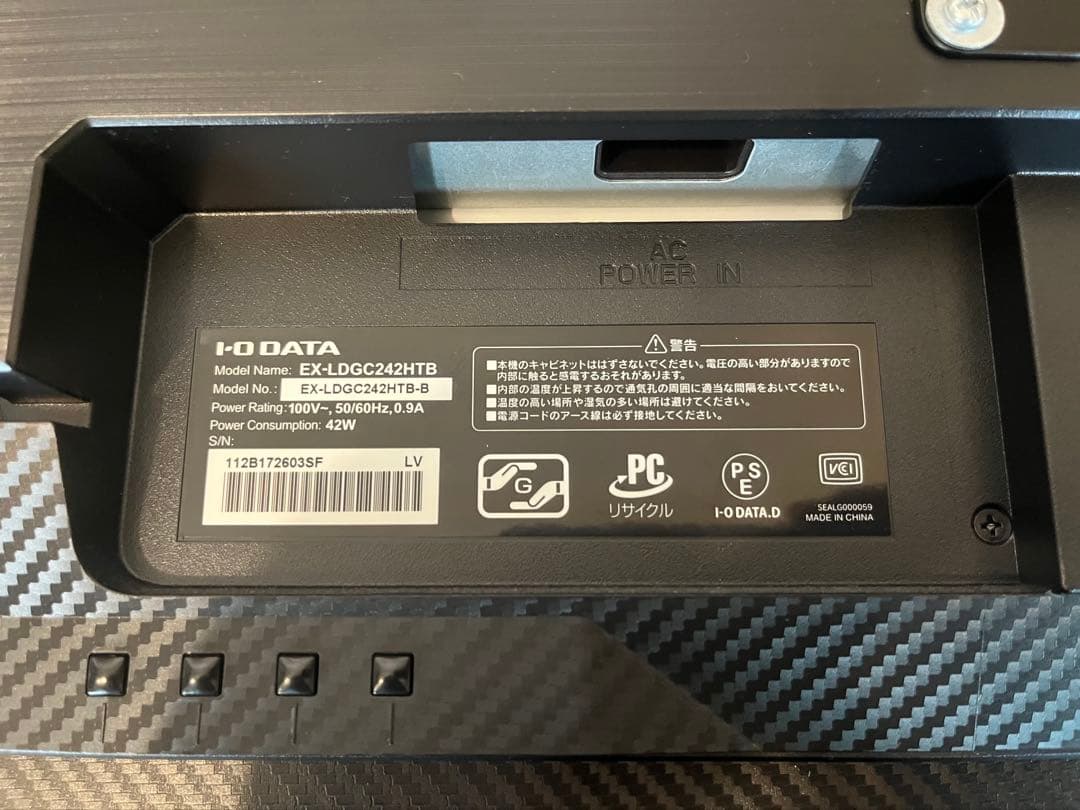 AC
POWER IN
I-O DATA
Model Name: EX-LDGC242HTB
Model No.: EX-LDGC242HTB-B
Power Rating: 100V~, 50/60Hz, 0.9A
Power Consumption: 42W
S/N:
112B172603SF LV
警告
■本機のキャビネットははずさないでください。電圧の高い部分がありますので
内部に触ると感電するおそれがあります。
■内部の温度が上昇するので通気孔の周囲に適当な間隔をおいてください。
■温度の高い場所や湿気の多い場所は避けてください。
■電源コードのアース線は必ず接地してください。
G
PC
リサイクル
PS
E
I-O DATA.D
VCI
SEALG000059
MADE IN CHINA